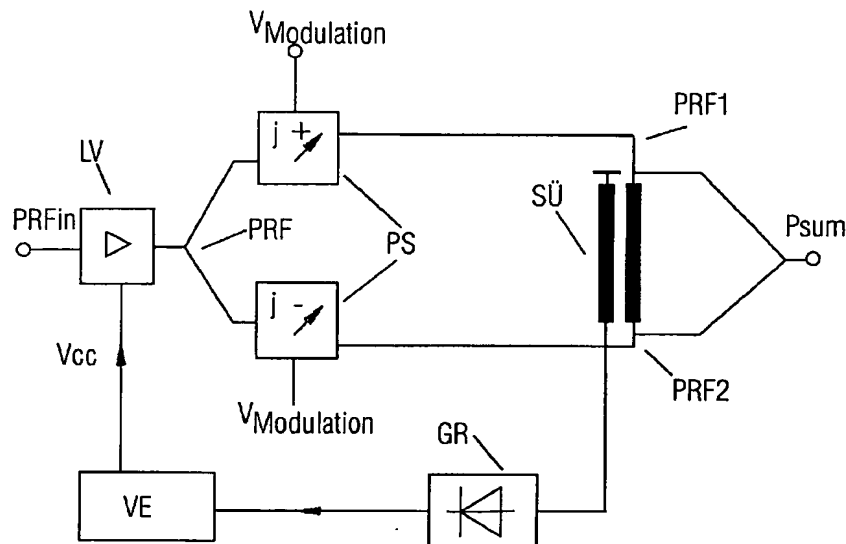 VModulation
PRF1
j +
LV
SÜ
PRFin
PRF
PS
Psum
j -
Vcc
PRF2
VModulation
GR
VE